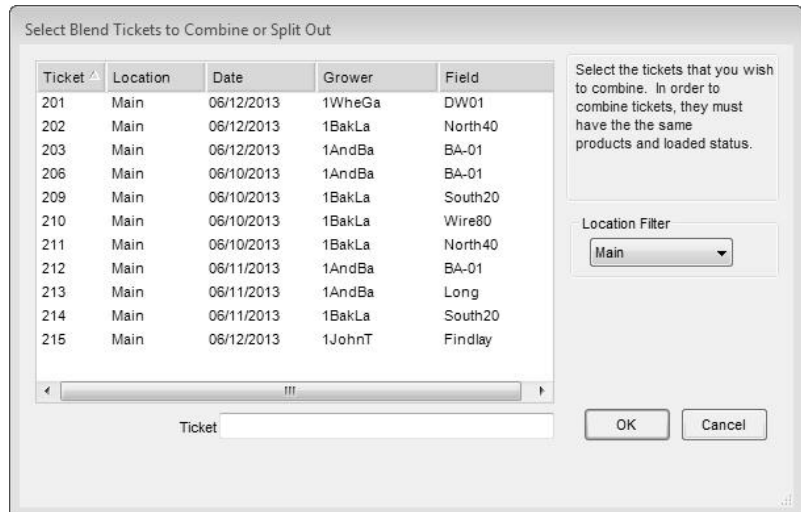 Select Blend Tickets to Combine or Split Out
Ticket Location Date Grower Field
201 Main 06/12/2013 1WheGa DW01
202 Main 06/12/2013 1BakLa North40
203 Main 06/12/2013 1AndBa BA-01
206 Main 06/10/2013 1AndBa BA-01
209 Main 06/10/2013 1BakLa South20
210 Main 06/10/2013 1BakLa Wire80
211 Main 06/10/2013 1BakLa North40
212 Main 06/11/2013 1AndBa BA-01
213 Main 06/11/2013 1AndBa Long
214 Main 06/11/2013 1BakLa South20
215 Main 06/12/2013 1JohnT Findlay
Ticket
Select the tickets that you wish
to combine. In order to
combine tickets, they must
have the the same
products and loaded status.
Location Filter
Main
OK Cancel